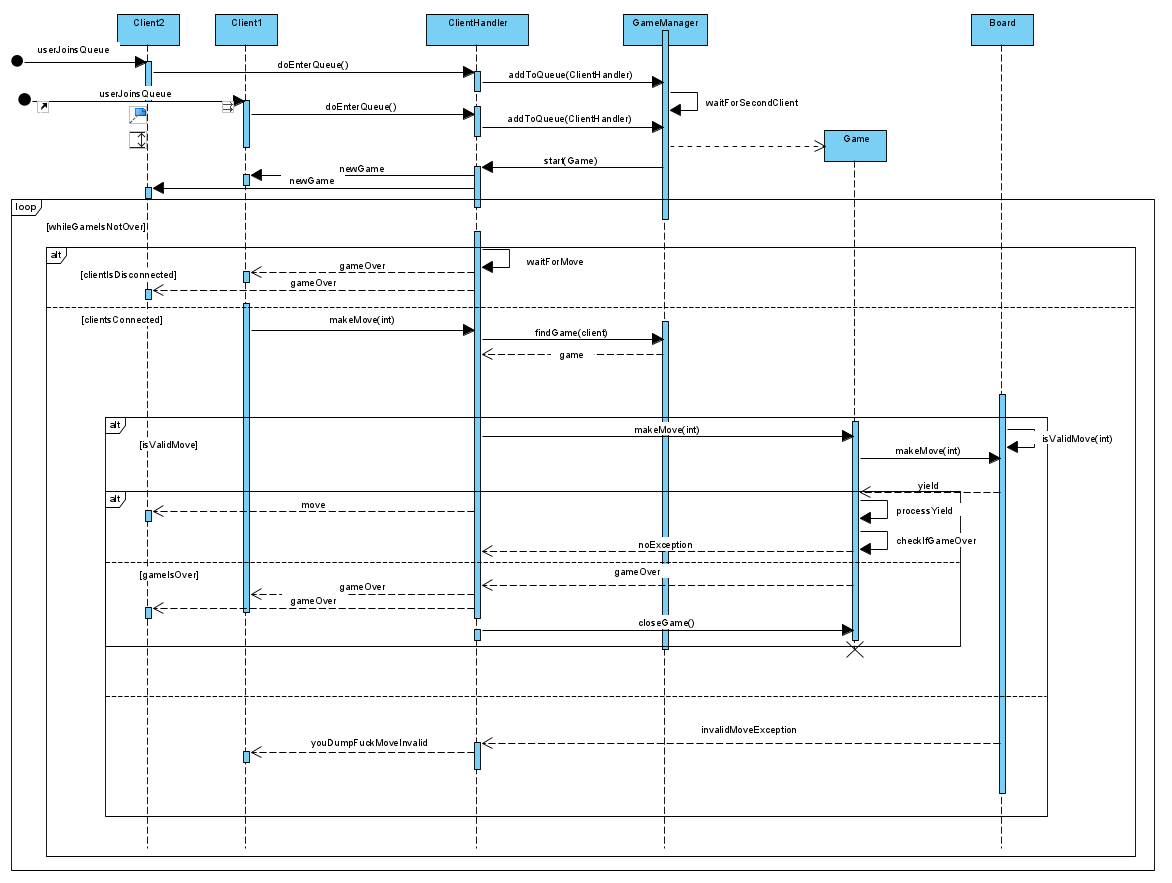 Client2
Client1
ClientHandler
GameManager
Board
userJoinsQueue
doEnterQueue()
addToQueue(ClientHandler)
userJoinsQueue
waitForSecondClient
doEnterQueue()
addToQueue(ClientHandler)
Game
start(Game)
newGame
newGame
loop
[whileGameIsNotOver]
alt
waitForMove
gameOver
[clientIsDisconnected]
gameOver
[clientsConnected]
makeMove(int)
findGame(client)
game
alt
makeMove(int)
isValidMove(int)
[isValidMove]
makeMove(int)
yield
alt
move
processYield
checkIfGameOver
noException
gameOver
[gameIsOver]
gameOver
gameOver
closeGame()
invalidMoveException
youDumpFuckMoveInvalid